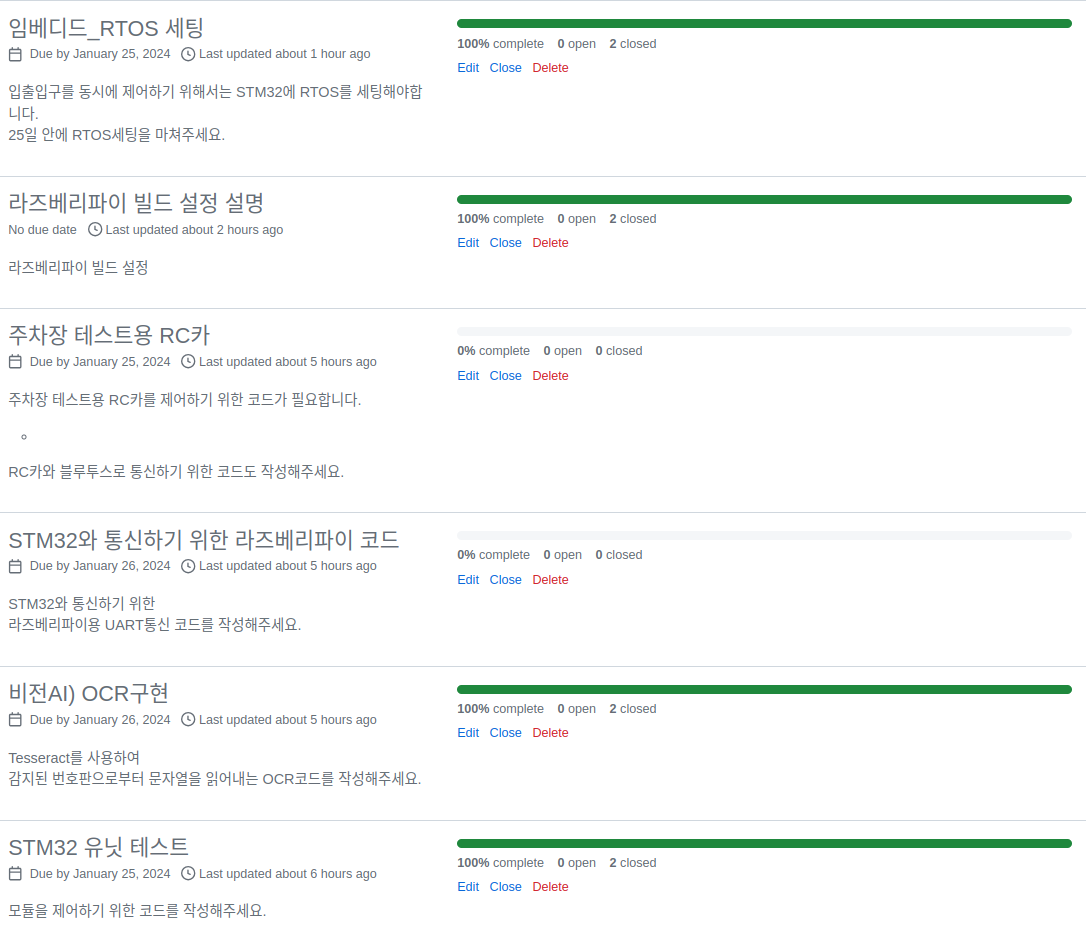 임베디드_RTOS 세팅
Due by January 25, 2024 Last updated about 1 hour ago
100% complete 0 open 2 closed
Edit Close Delete
입출입구를 동시에 제어하기 위해서는 STM32에 RTOS를 세팅해야합
니다.
25일 안에 RTOS세팅을 마쳐주세요.
라즈베리파이 빌드 설정 설명
No due date Last updated about 2 hours ago
100% complete 0 open 2 closed
Edit Close Delete
라즈베리파이 빌드 설정
주차장 테스트용 RC카
Due by January 25, 2024 Last updated about 5 hours ago
0% complete 0 open 0 closed
Edit Close Delete
주차장 테스트용 RC카를 제어하기 위한 코드가 필요합니다.
RC카와 블루투스로 통신하기 위한 코드도 작성해주세요.
STM32와 통신하기 위한 라즈베리파이 코드
Due by January 26, 2024 Last updated about 5 hours ago
0% complete 0 open 0 closed
Edit Close Delete
STM32와 통신하기 위한
라즈베리파이용 UART통신 코드를 작성해주세요.
비전AI) OCR구현
Due by January 26, 2024 Last updated about 5 hours ago
100% complete 0 open 2 closed
Edit Close Delete
Tesseract를 사용하여
감지된 번호판으로부터 문자열을 읽어내는 OCR코드를 작성해주세요.
STM32 유닛 테스트
Due by January 25, 2024 Last updated about 6 hours ago
100% complete 0 open 2 closed
Edit Close Delete
모듈을 제어하기 위한 코드를 작성해주세요.